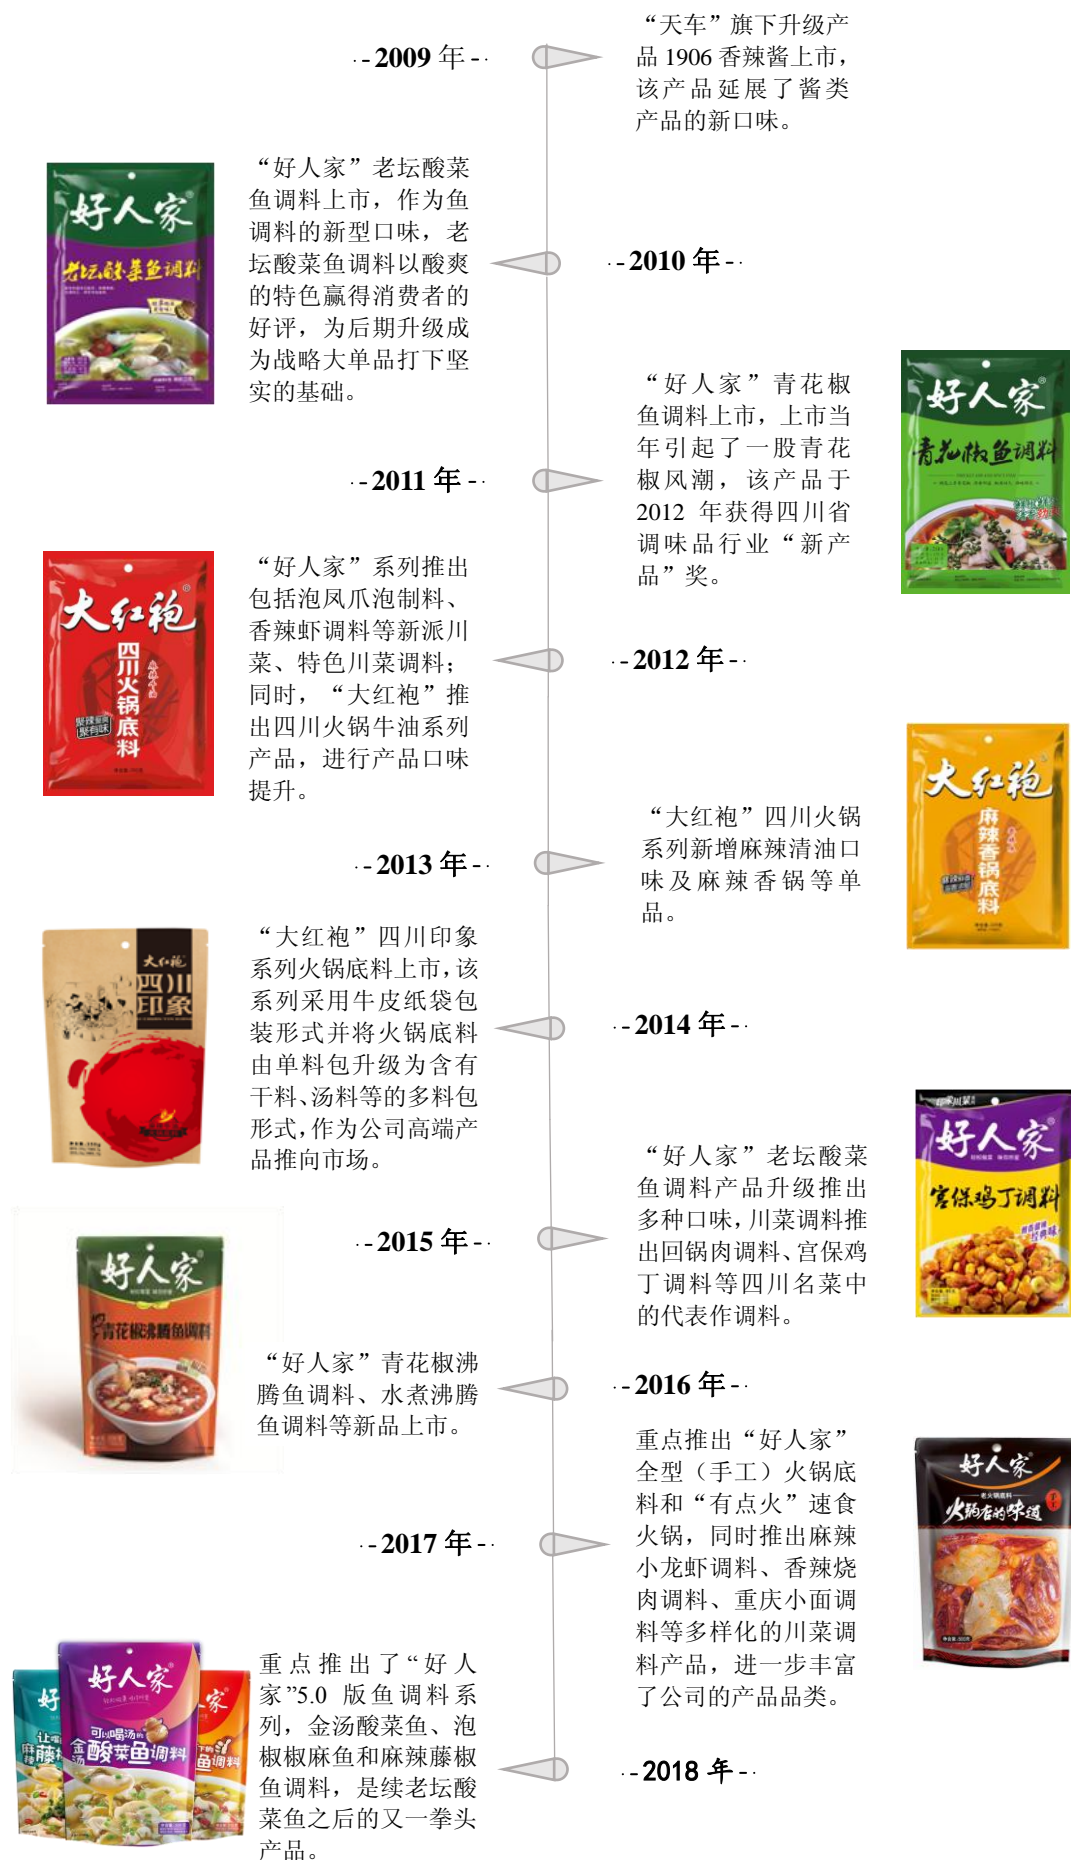 2009 年
“天车”旗下升级产
品 1906 香辣酱上市，
该产品延展了酱类
产品的新口味。
好人家
老坛酸菜鱼调料
“好人家”老坛酸菜
鱼调料上市，作为鱼
调料的新型口味，老
坛酸菜鱼调料以酸爽
的特色赢得消费者的
好评，为后期升级成
为战略大单品打下坚
实的基础。
2010 年
2011 年
“好人家”青花椒
鱼调料上市，上市当
年引起了一股青花
椒风潮，该产品于
2012 年获得四川省
调味品行业“新产
品”奖。
好人家
青花椒鱼调料
大红袍
四川火锅底料
聚有味
“好人家”系列推出
包括泡凤爪泡制料、
香辣虾调料等新派川
菜、特色川菜调料；
同时，“大红袍”推
出四川火锅牛油系列
产品，进行产品口味
提升。
2012 年
2013 年
“大红袍”四川火锅
系列新增麻辣清油口
味及麻辣香锅等单
品。
大红袍
麻辣香锅底料
大红袍
四川
印象
“大红袍”四川印象
系列火锅底料上市，该
系列采用牛皮纸袋包
装形式并将火锅底料
由单料包升级为含有
干料、汤料等的多料包
形式，作为公司高端产
品推向市场。
2014 年
2015 年
“好人家”老坛酸菜
鱼调料产品升级推出
多种口味，川菜调料推
出回锅肉调料、宫保鸡
丁调料等四川名菜中
的代表作调料。
好人家
宫保鸡丁调料
经典味
好人家
青花椒沸腾鱼调料
“好人家”青花椒沸
腾鱼调料、水煮沸腾
鱼调料等新品上市。
2016 年
2017 年
重点推出“好人家”
全型（手工）火锅底
料和“有点火”速食
火锅，同时推出麻辣
小龙虾调料、香辣烧
肉调料、重庆小面调
料等多样化的川菜调
料产品，进一步丰富
了公司的产品品类。
好人家
老火锅底料
火锅店的味道
手工
好人家
可以喝汤的
金汤酸菜鱼调料
重点推出了“好人
家”5.0 版鱼调料系
列，金汤酸菜鱼、泡
椒椒麻鱼和麻辣藤椒
鱼调料，是续老坛酸
菜鱼之后的又一拳头
产品。
2018 年